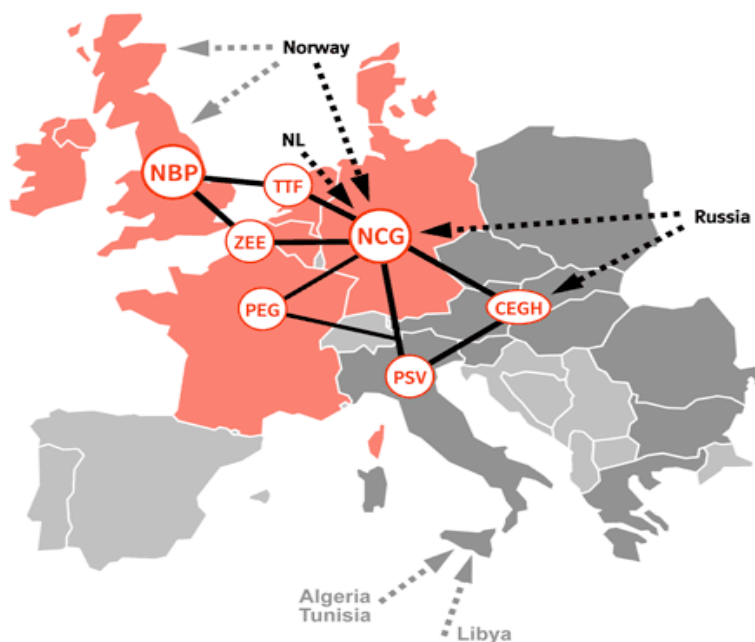 Norway
NL
NBP
TTF
Russia
ZEE
NCG
PEG
CEGH
PSV
Algeria
Tunisia
Libya